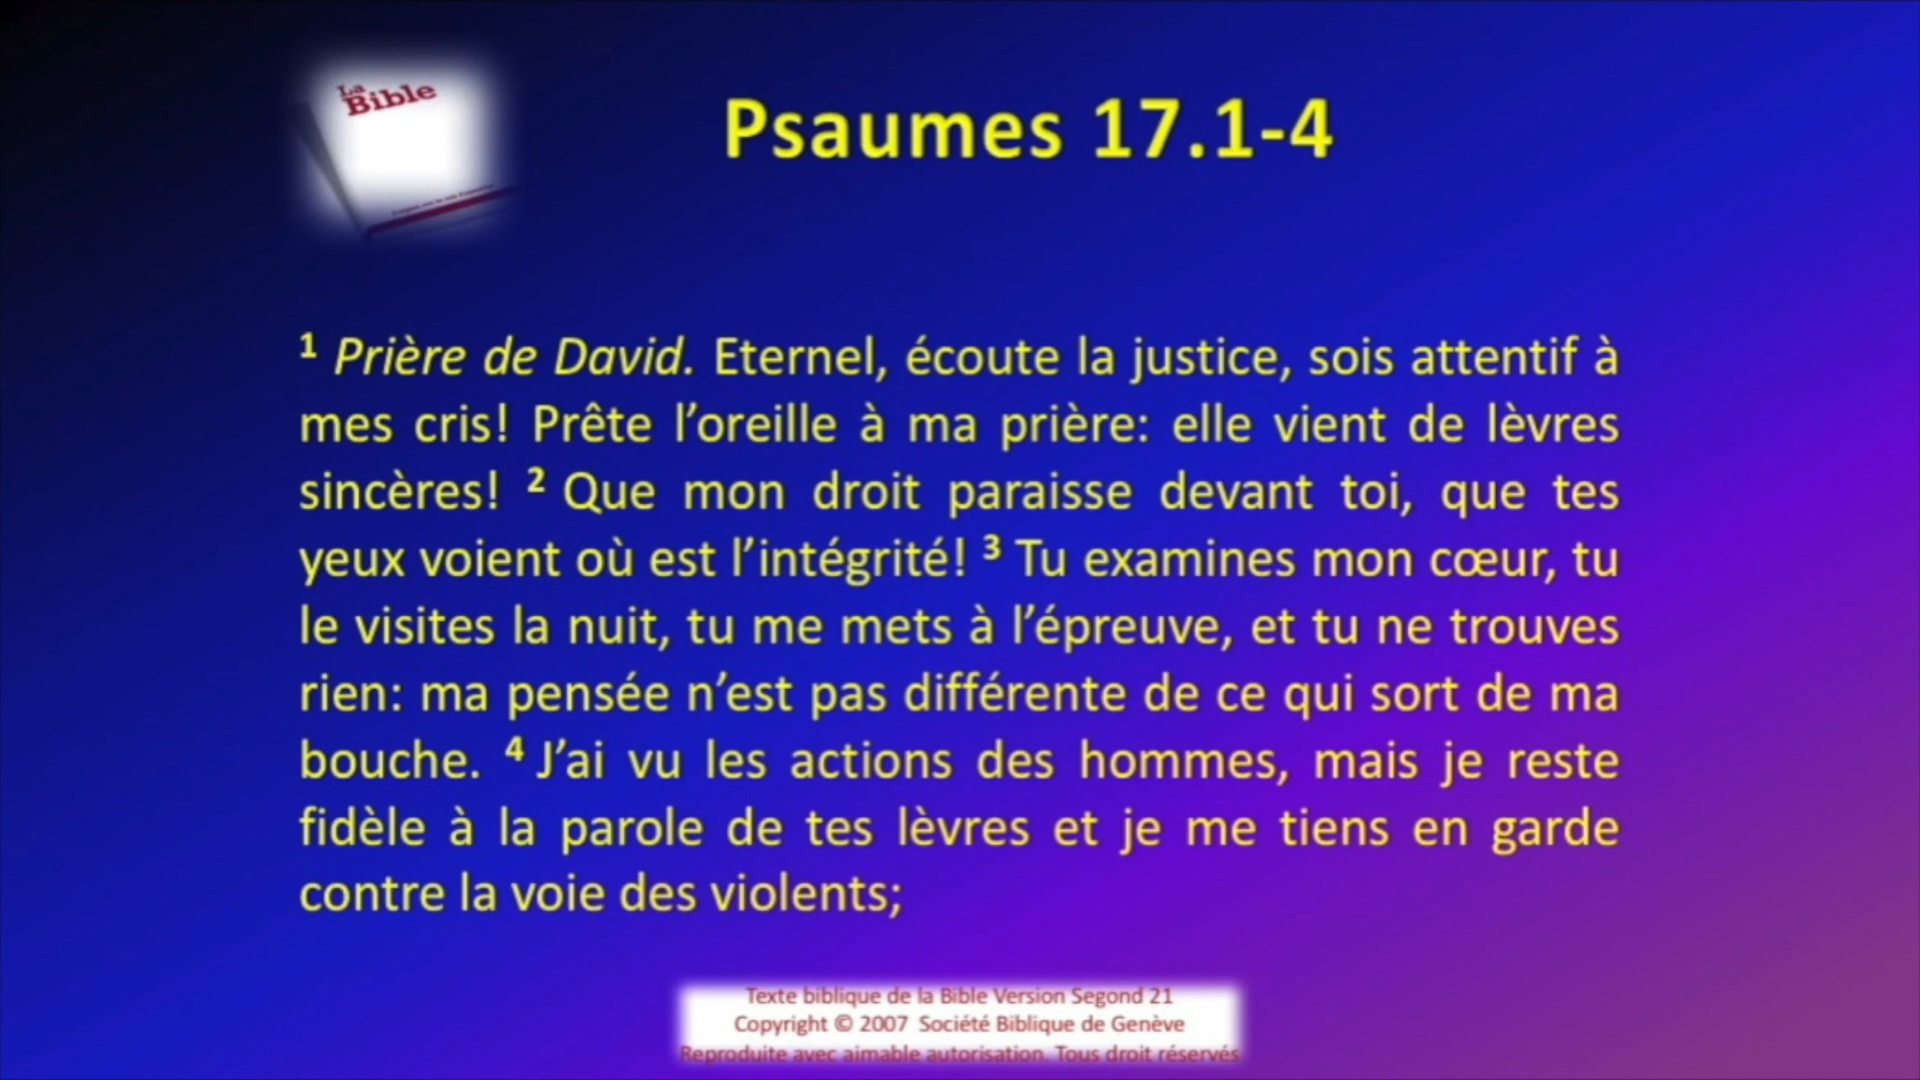 La
Bible
Psaumes 17.1-4
¹ Prière de David. Eternel, écoute la justice, sois attentif à
mes cris! Prête l’oreille à ma prière: elle vient de lèvres
sincères! ² Que mon droit paraisse devant toi, que tes
yeux voient où est l’intégrité! ³ Tu examines mon cœur, tu
le visites la nuit, tu me mets à l’épreuve, et tu ne trouves
rien: ma pensée n’est pas différente de ce qui sort de ma
bouche. ⁴ J’ai vu les actions des hommes, mais je reste
fidèle à la parole de tes lèvres et je me tiens en garde
contre la voie des violents;
Texte biblique de la Bible Version Segond 21
Copyright © 2007 Société Biblique de Genève
Reproduite avec aimable autorisation. Tous droit réservés